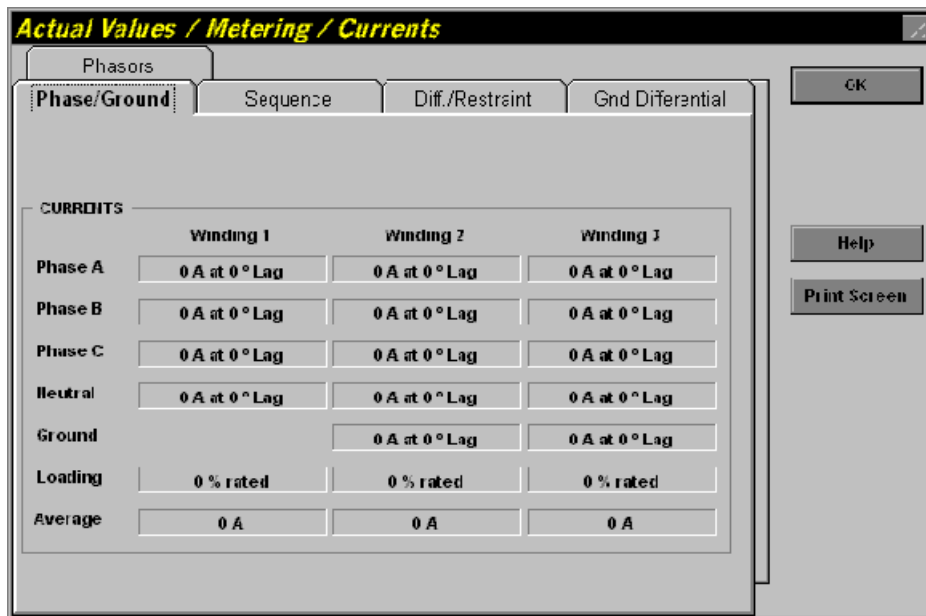 Actual Values / Metering / Currents
Phasors
Phase/Ground Sequence Diff./Restraint Gnd Differential
OK
CURRENTS
Winding 1 Winding 2 Winding 3
Help
Phase A 0 A at 0 ° Lag 0 A at 0 ° Lag 0 A at 0 ° Lag
Print Screen
Phase B 0 A at 0 ° Lag 0 A at 0 ° Lag 0 A at 0 ° Lag
Phase C 0 A at 0 ° Lag 0 A at 0 ° Lag 0 A at 0 ° Lag
Neutral 0 A at 0 ° Lag 0 A at 0 ° Lag 0 A at 0 ° Lag
Ground 0 A at 0 ° Lag 0 A at 0 ° Lag
Loading 0 % rated 0 % rated 0 % rated
Average 0 A 0 A 0 A